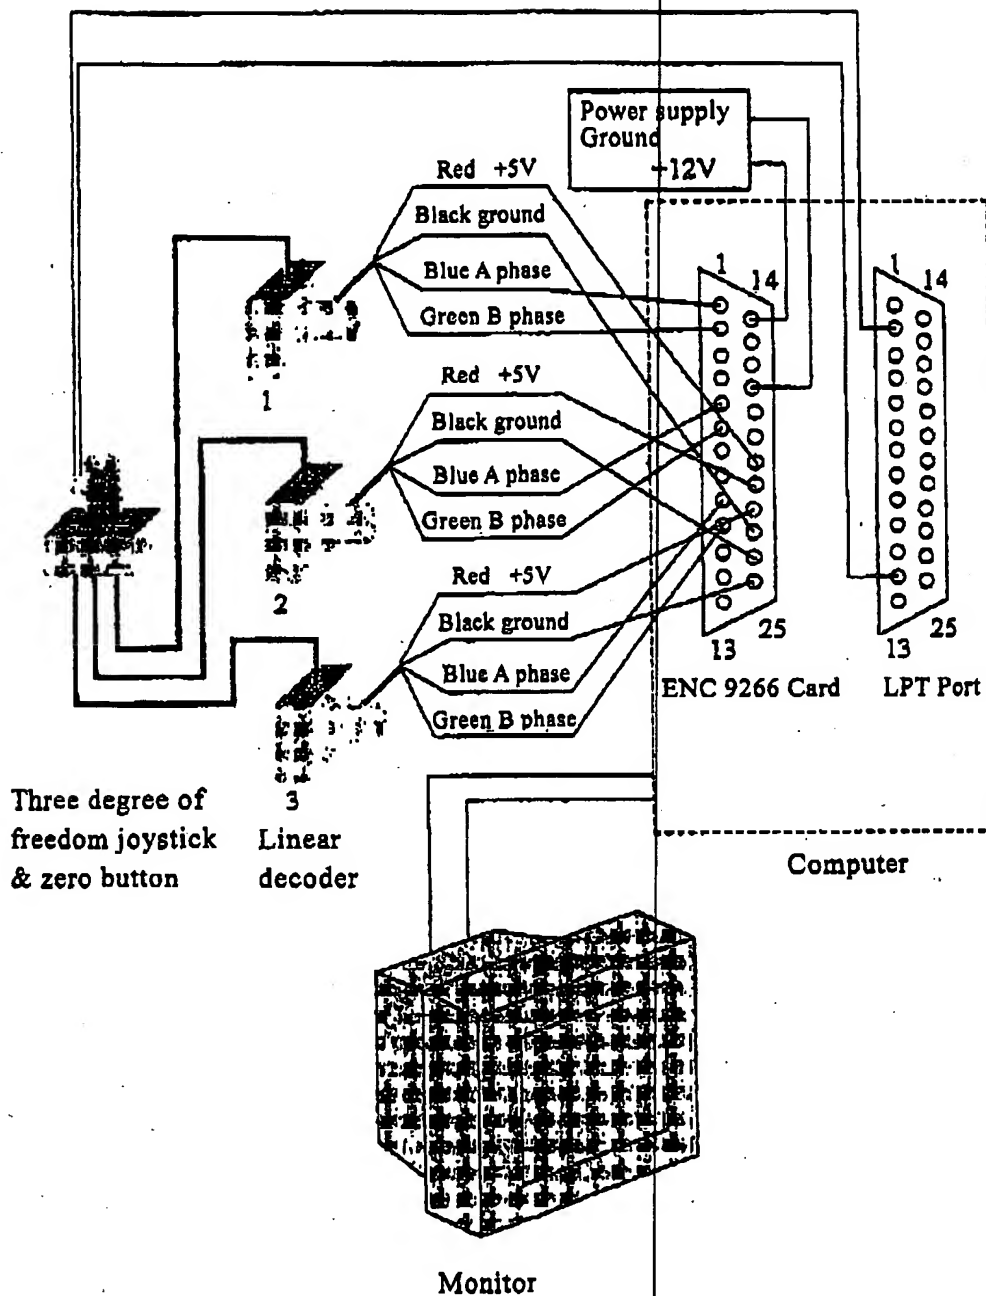 Power supply
Ground
+12V
Red +5V
Black ground
Blue A phase
Green B phase
1
Red +5V
Black ground
Blue A phase
Green B phase
2
Red +5V
Black ground
Blue A phase
Green B phase
3
1
14
13
25
ENC 9266 Card
1
14
13
25
LPT Port
Three degree of
freedom joystick
& zero button
Linear
decoder
Computer
Monitor